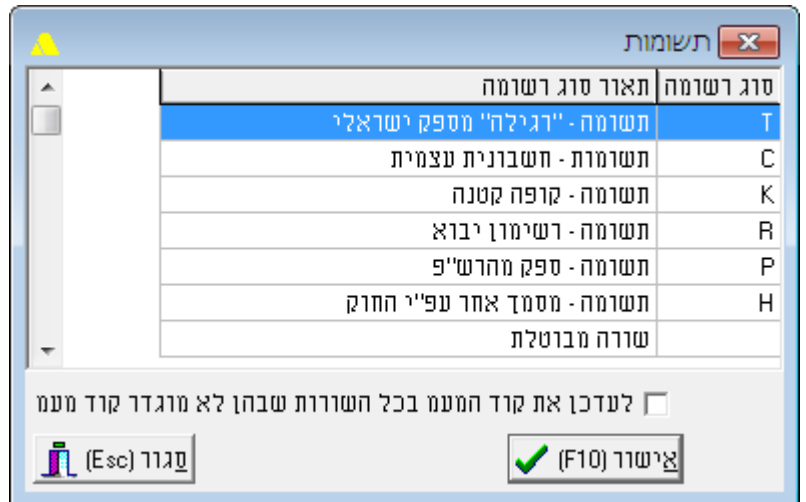 תשומות
סוג רשומה תאור סוג רשומה
T תשומה - "רגילה" מספק ישראלי
C תשומות - חשבונית עצמית
K תשומה - קופה קטנה
R תשומה - רשימון יבוא
P תשומה - ספק מהרש"פ
H תשומה - מסמך אחר עפ"י החוק
שורה מבוטלת
לעדכן את קוד המעמ בכל השורות שבהן לא מוגדר קוד מעמ
אישור (F10)
סגור (Esc)